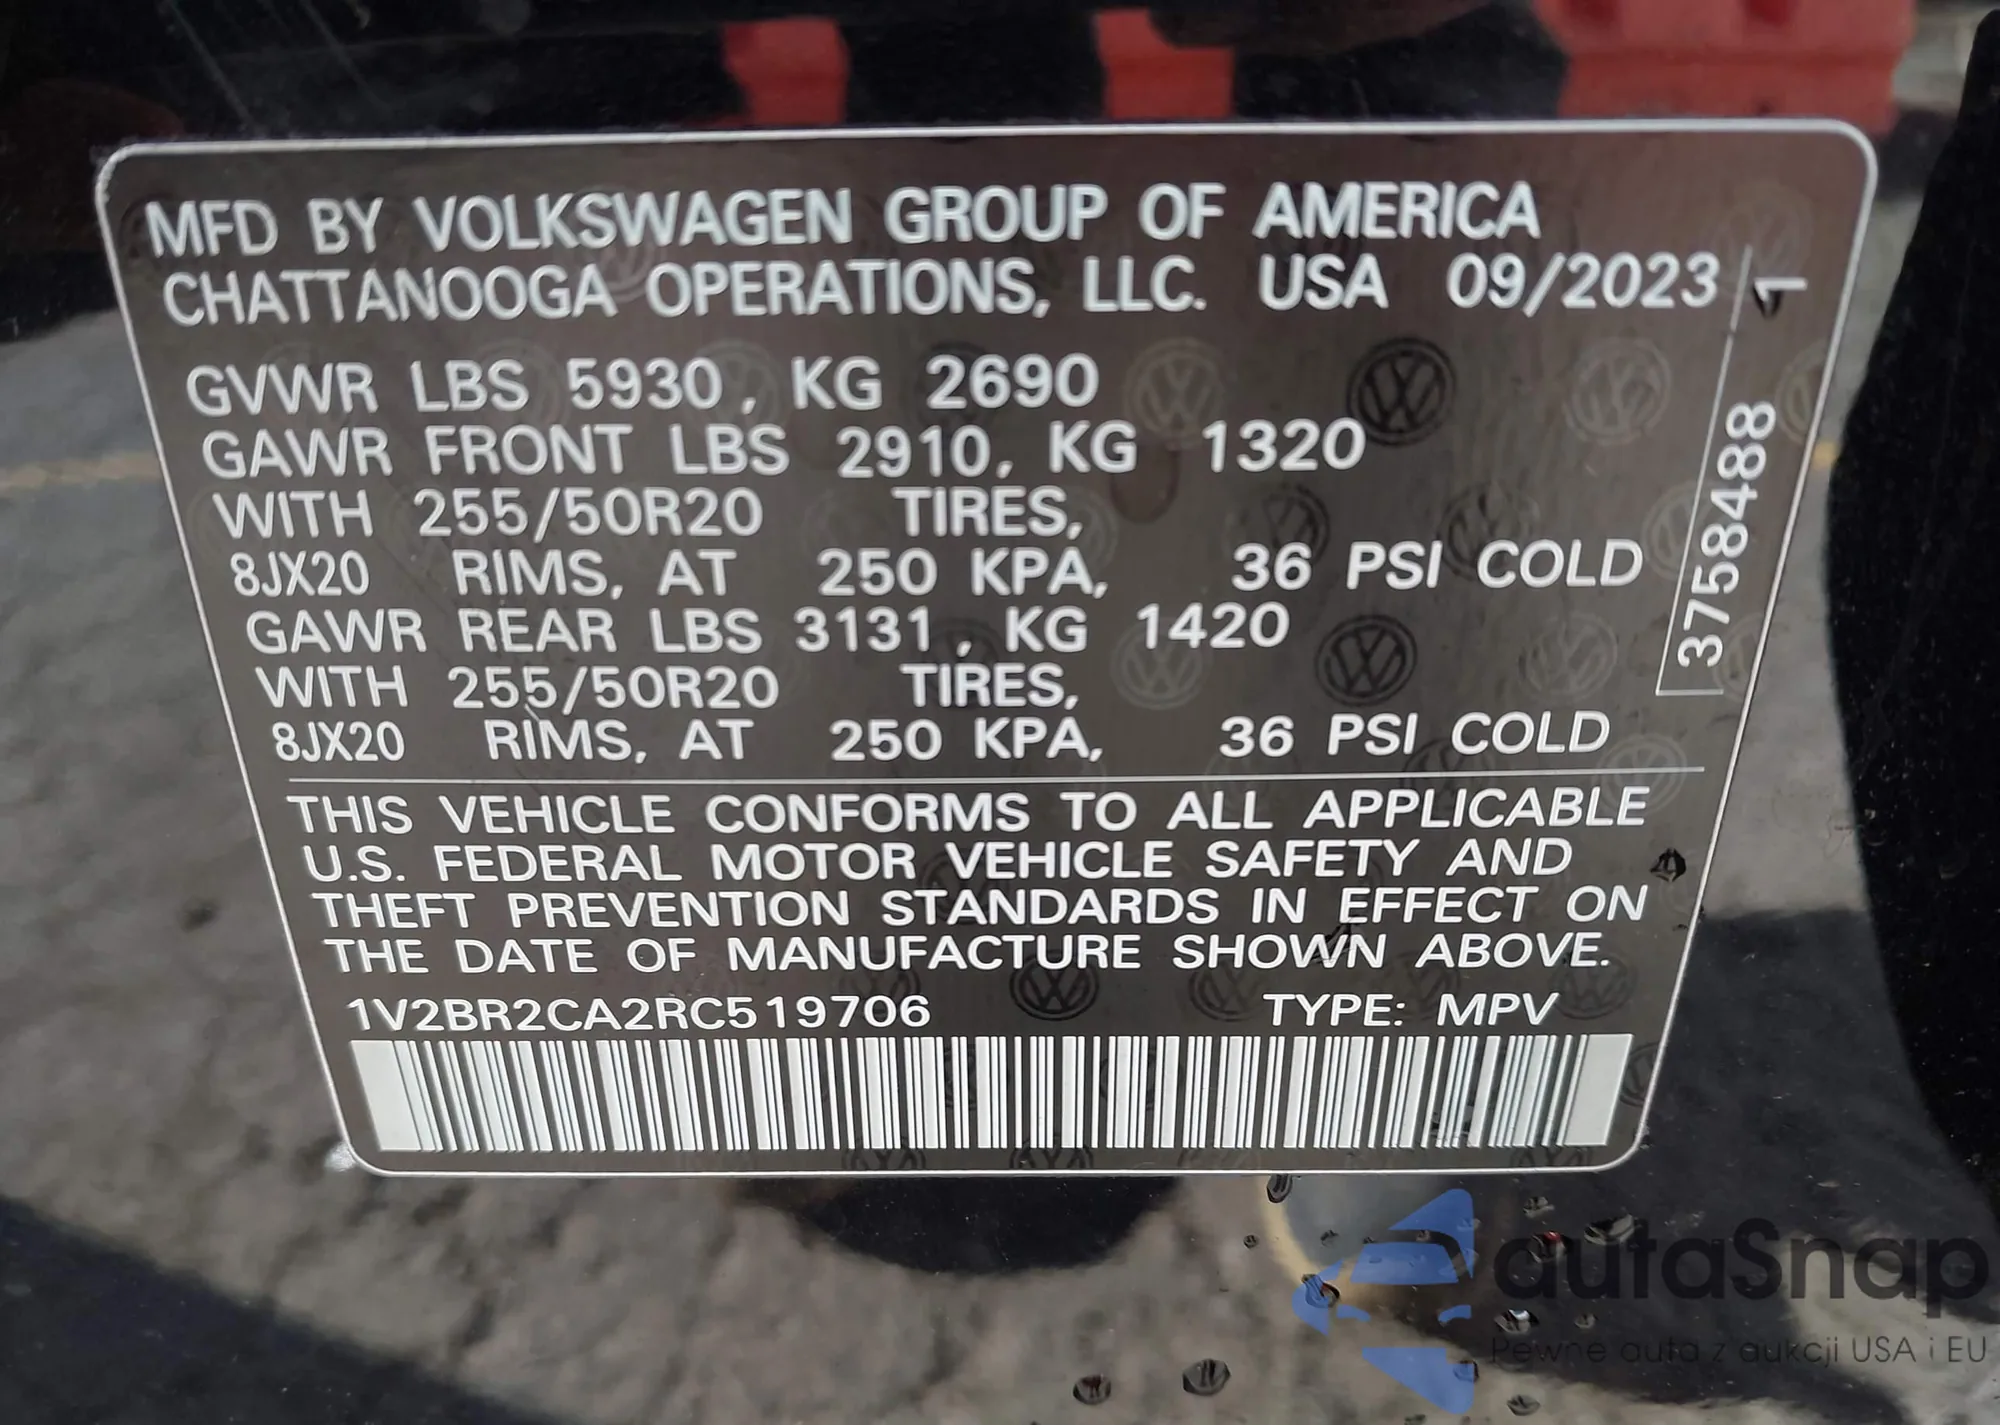 MFD BY VOLKSWAGEN GROUP OF AMERICA
CHATTANOOGA OPERATIONS, LLC. USA 09/2023
GVWR LBS 5930, KG 2690
GAWR FRONT LBS 2910, KG 1320
WITH 255/50R20 TIRES,
8JX20 RIMS, AT 250 KPA, 36 PSI COLD
GAWR REAR LBS 3131, KG 1420
WITH 255/50R20 TIRES,
8JX20 RIMS, AT 250 KPA, 36 PSI COLD
THIS VEHICLE CONFORMS TO ALL APPLICABLE
U.S. FEDERAL MOTOR VEHICLE SAFETY AND
THEFT PREVENTION STANDARDS IN EFFECT ON
THE DATE OF MANUFACTURE SHOWN ABOVE.
1V2BR2CA2RC519706 TYPE: MPV
3758488 1
autaSnap
Pewne auta z aukcji USA i EU